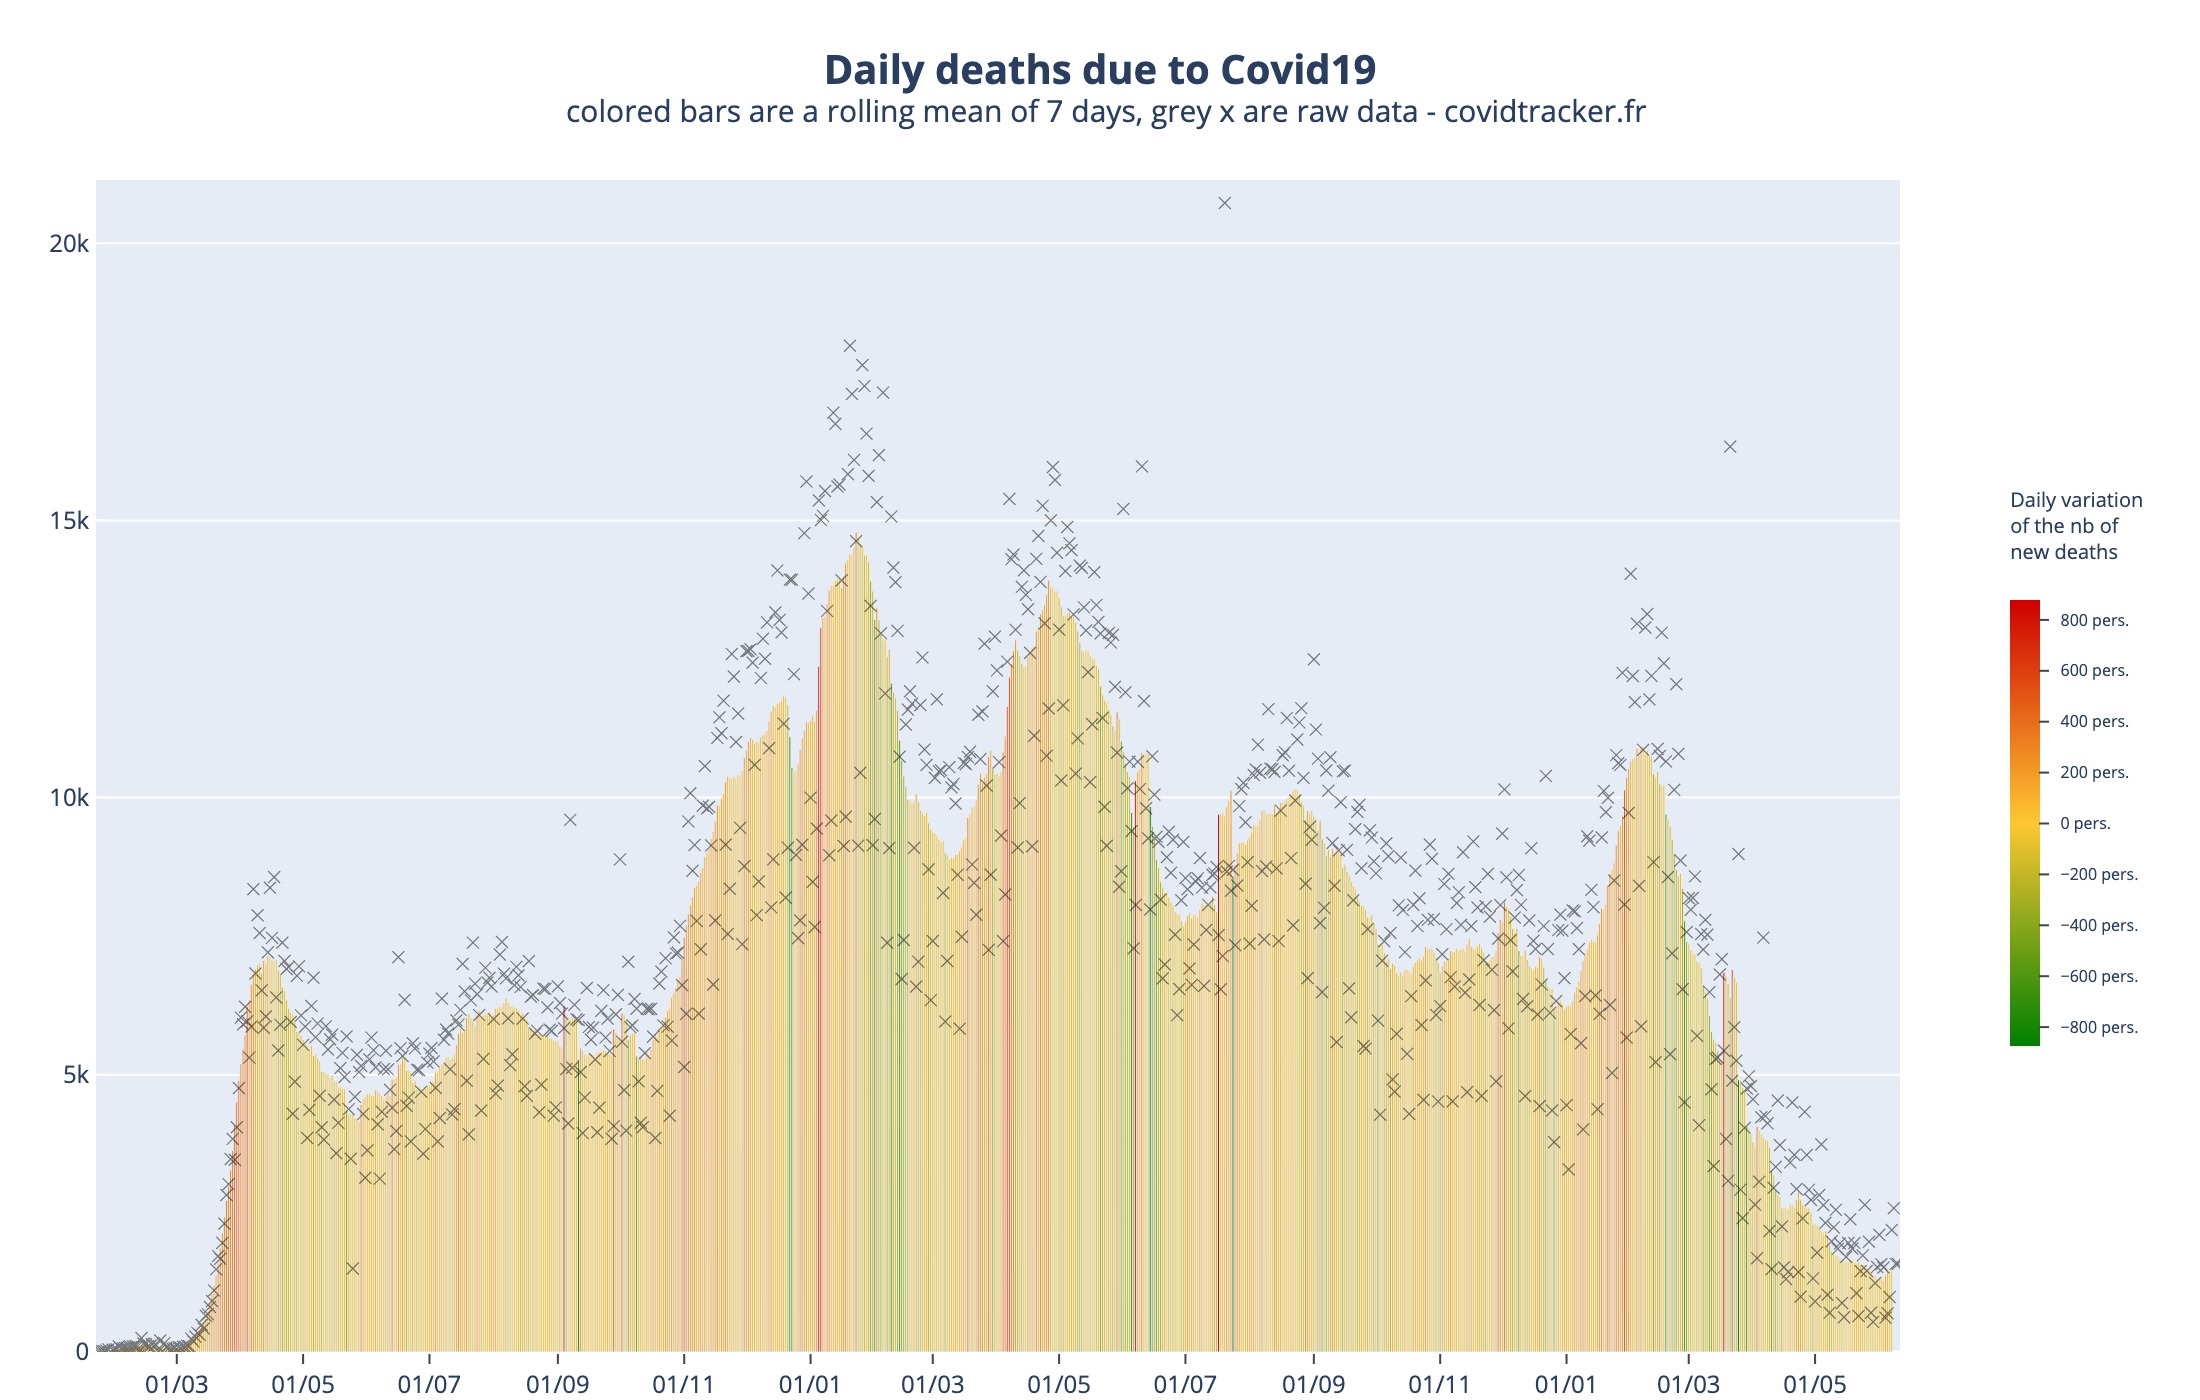 Daily deaths due to Covid19
colored bars are a rolling mean of 7 days, grey x are raw data - covidtracker.fr
20k
15k
10k
5k
0
01/03 01/05 01/07 01/09 01/11 01/01 01/03 01/05 01/07 01/09 01/11 01/01 01/03 01/05
Daily variation
of the nb of
new deaths
800 pers.
600 pers.
400 pers.
200 pers.
0 pers.
−200 pers.
−400 pers.
−600 pers.
−800 pers.